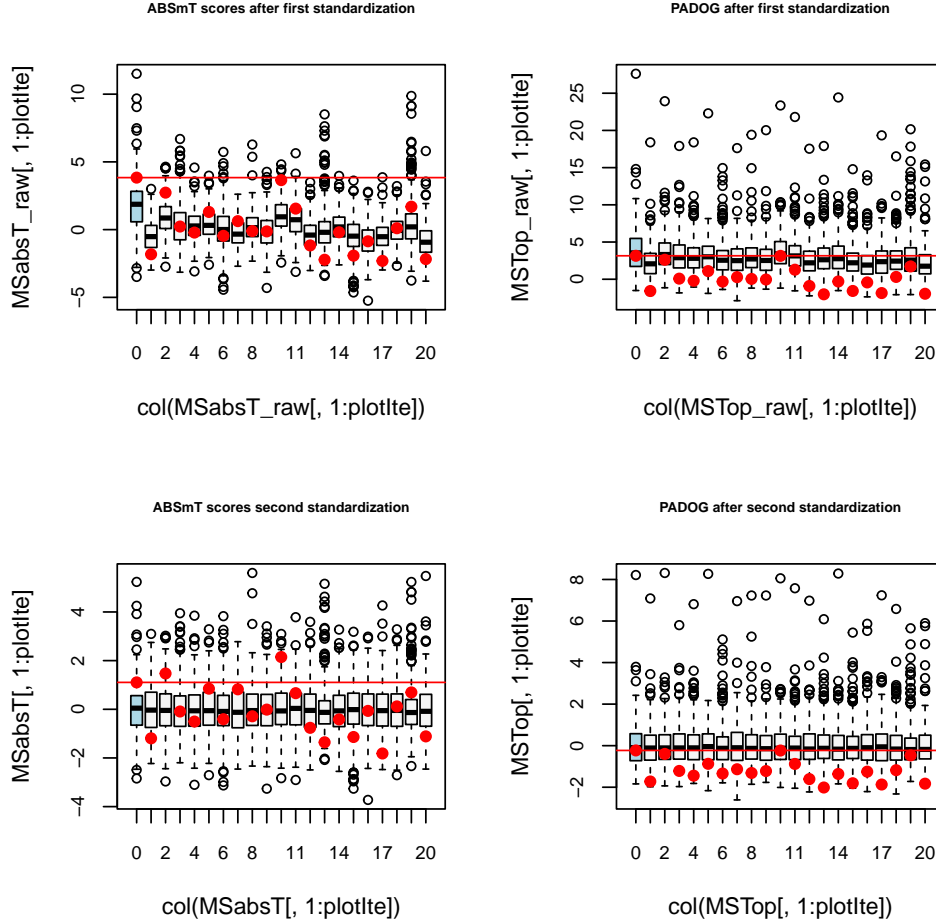 ABSmT scores after first standardization
MSabsT_raw[, 1:plotIte]
10
5
0
−5
0 2 4 6 8 11 14 17 20
col(MSabsT_raw[, 1:plotIte])
PADOG after first standardization
MSTop_raw[, 1:plotIte]
25
20
15
10
5
0
0 2 4 6 8 11 14 17 20
col(MSTop_raw[, 1:plotIte])
ABSmT scores second standardization
MSabsT[, 1:plotIte]
4
2
0
−2
−4
0 2 4 6 8 11 14 17 20
col(MSabsT[, 1:plotIte])
PADOG after second standardization
MSTop[, 1:plotIte]
8
6
4
2
0
−2
0 2 4 6 8 11 14 17 20
col(MSTop[, 1:plotIte])